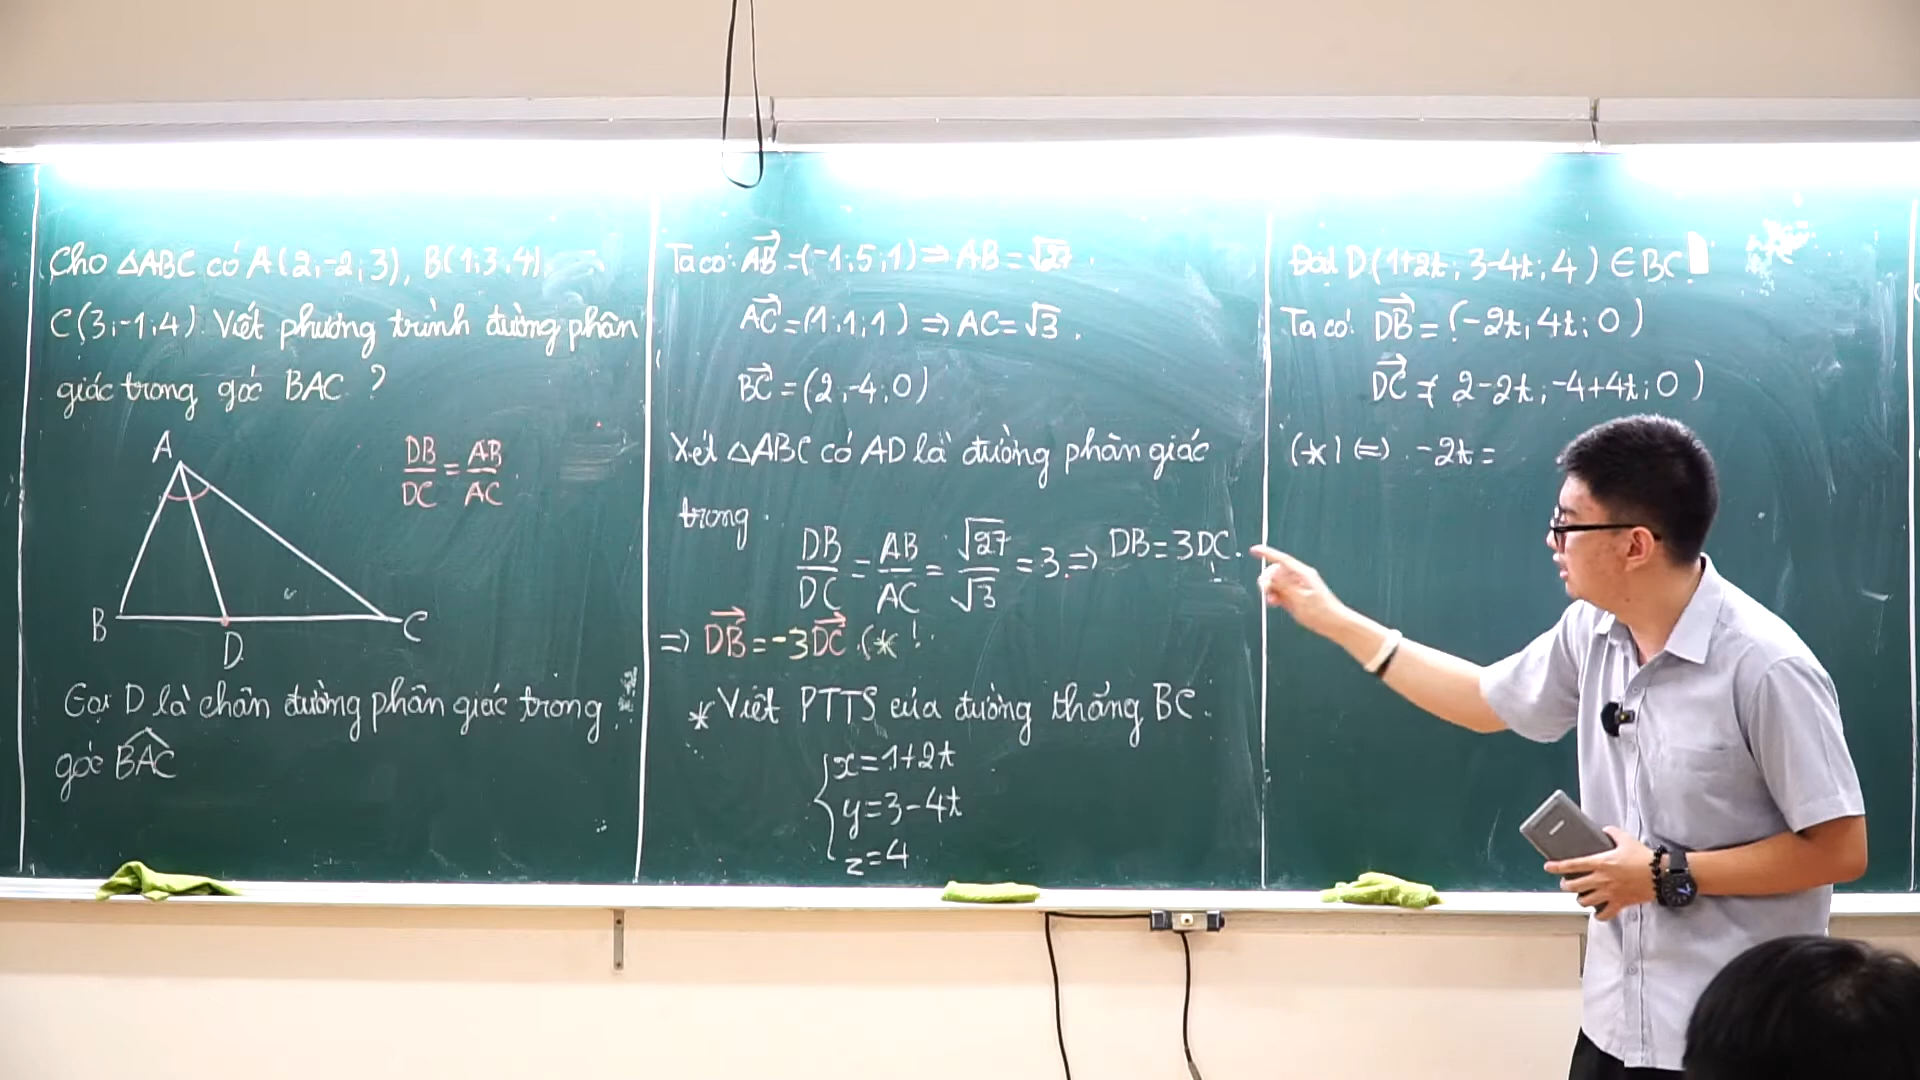 Cho △ABC có A(2;-2;3), B(1;3;4),
C(3;-1;4). Viết phương trình đường phân
giác trong góc BAC ?
A
DB/DC = AB/AC
B
D
C
Gọi D là chân đường phân giác trong
góc BAC
Ta có: AB = (-1;5;1) ⇒ AB = √27.
AC = (1;1;1) ⇒ AC = √3.
BC = (2;-4;0)
Xét △ABC có AD là đường phân giác
trong.
DB/DC = AB/AC = √27/√3 = 3. ⇒ DB = 3DC.
⇒ DB = -3DC. (*
* Viết PTTS của đường thẳng BC.
x = 1+2t
y = 3-4t
z = 4
D(1+2t; 3-4t; 4) ∈ BC
Ta có: DB = (-2t; 4t; 0)
DC = (2-2t; -4+4t; 0)
(*) ⇔ -2t =